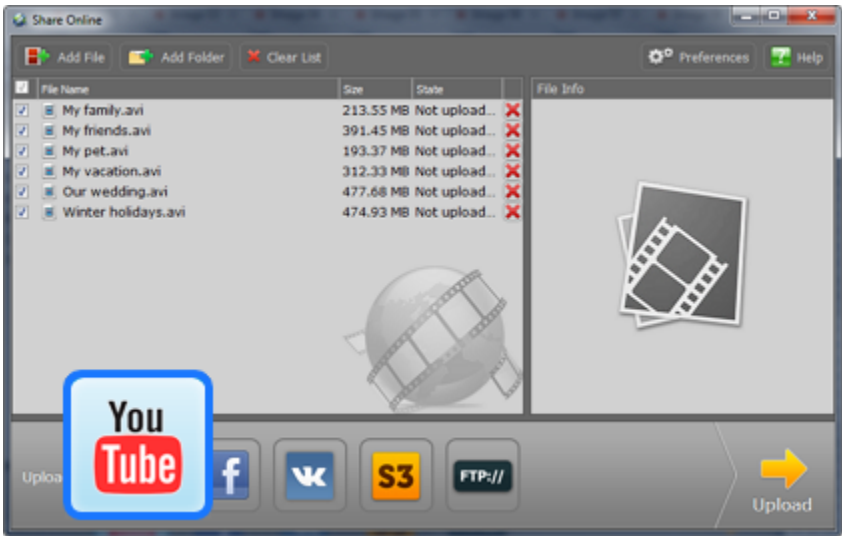 Share Online
Add File Add Folder Clear List Preferences Help
File Name Size State File Info
My family.avi 213.55 MB Not upload...
My friends.avi 391.45 MB Not upload...
My pet.avi 193.37 MB Not upload...
My vacation.avi 312.33 MB Not upload...
Our wedding.avi 477.68 MB Not upload...
Winter holidays.avi 474.93 MB Not upload...
You
Tube
Uploa f S3 FTP://
Upload